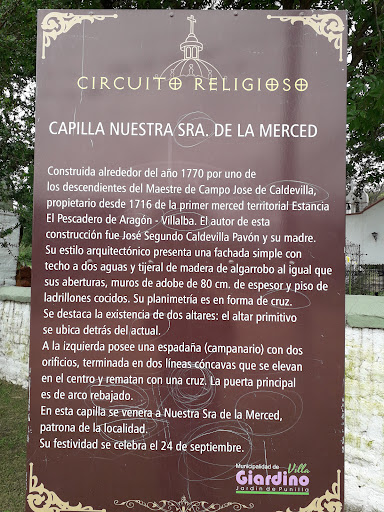 CIRCUITO RELIGIOSO
CAPILLA NUESTRA SRA. DE LA MERCED
Construida alrededor del año 1770 por uno de
los descendientes del Maestre de Campo Jose de Caldevilla,
propietario desde 1716 de la primer merced territorial Estancia
El Pescadero de Aragón - Villalba. El autor de esta
construcción fue José Segundo Caldevilla Pavón y su madre.
Su estilo arquitectónico presenta una fachada simple con
techo a dos aguas y tijeral de madera de algarrobo al igual que
sus aberturas, muros de adobe de 80 cm. de espesor y piso de
ladrillones cocidos. Su planimetría es en forma de cruz.
Se destaca la existencia de dos altares: el altar primitivo
se ubica detrás del actual.
A la izquierda posee una espadaña (campanario) con dos
orificios, terminada en dos líneas cóncavas que se elevan
en el centro y rematan con una cruz. La puerta principal
es de arco rebajado.
En esta capilla se venera a Nuestra Sra de la Merced,
patrona de la localidad.
Su festividad se celebra el 24 de septiembre.
Municipalidad de Villa
Giardino
Jardín de Punilla